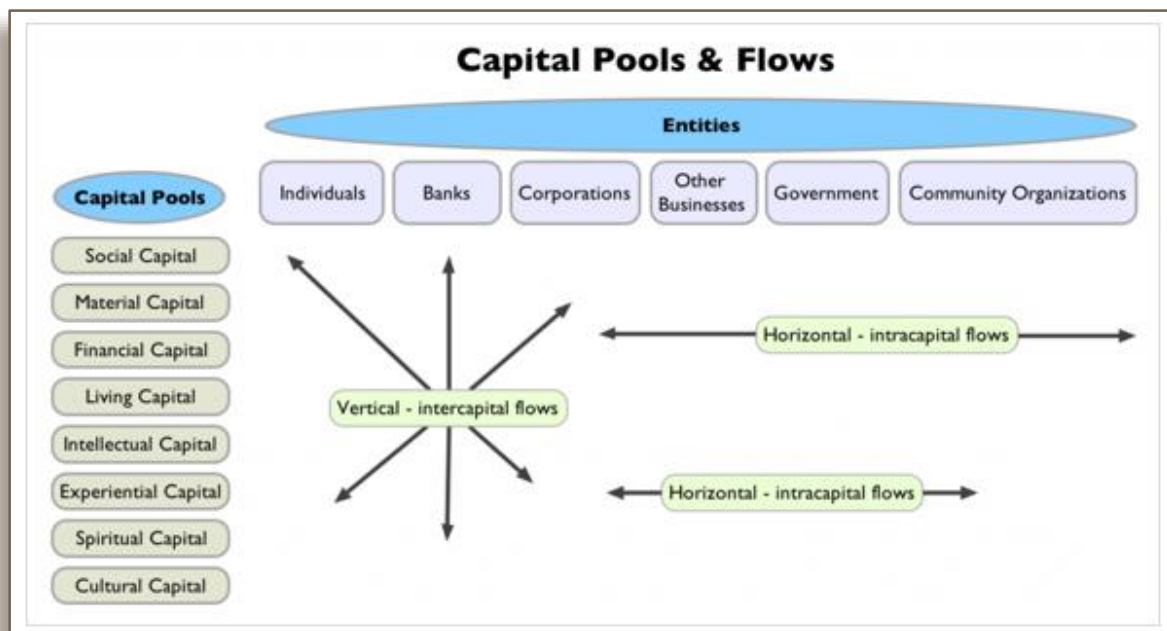 Capital Pools & Flows
Entities
Capital Pools
Individuals
Banks
Corporations
Other
Businesses
Government
Community Organizations
Social Capital
Material Capital
Financial Capital
Living Capital
Intellectual Capital
Experiential Capital
Spiritual Capital
Cultural Capital
Vertical - intercapital flows
Horizontal - intracapital flows
Horizontal - intracapital flows